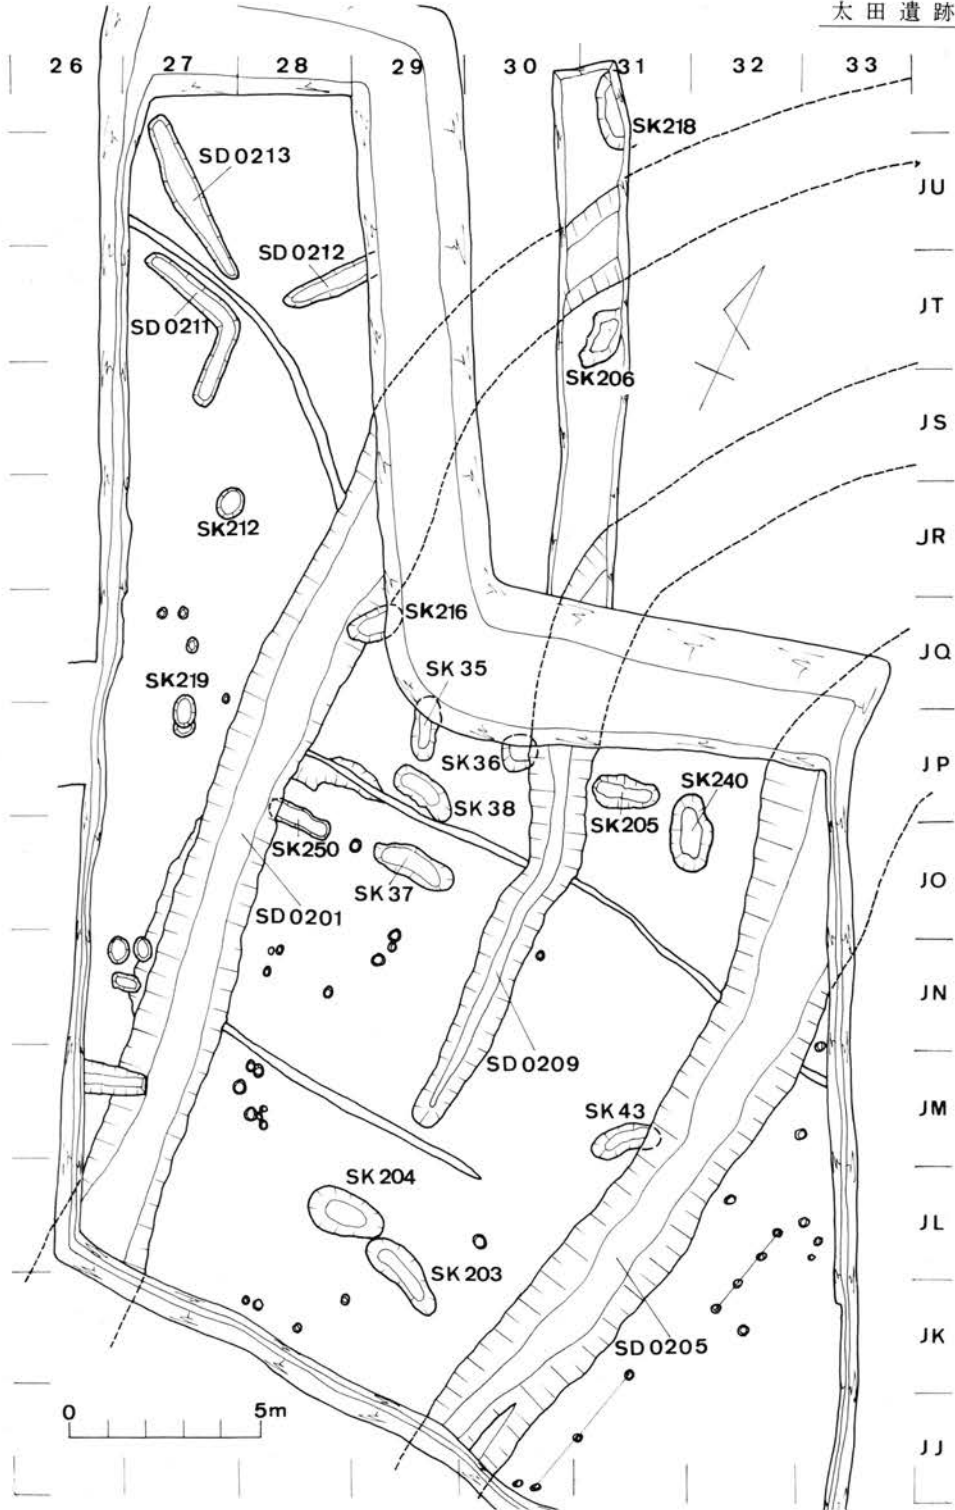 太田遺跡
26 27 28 29 30 31 32 33
SK218
SD0213
JU
SD0212
JT
SD0211
SK206
JS
SK212
JR
SK216
JQ
SK35
SK219
SK36
JP
SK240
SK38
SK205
SK250
SK37
JO
SD0201
JN
SD0209
JM
SK43
SK204
JL
SK203
SD0205
JK
0 5m
JJ